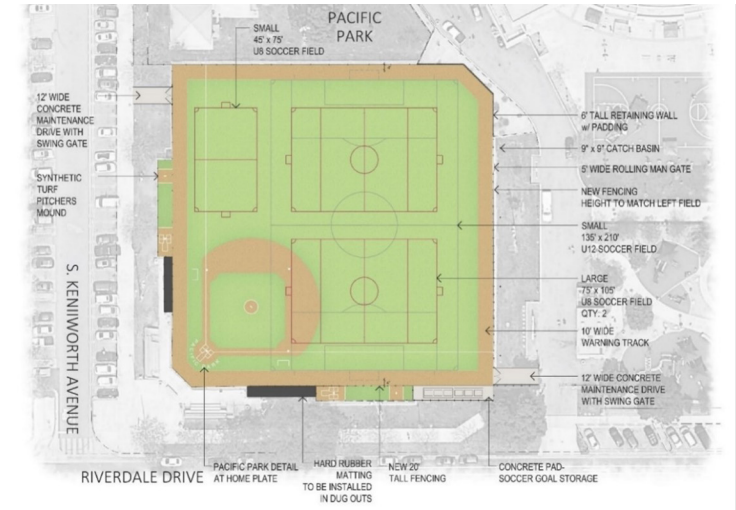 PACIFIC
PARK
SMALL
45' x 75'
U8 SOCCER FIELD
12' WIDE
CONCRETE
MAINTENANCE
DRIVE WITH
SWING GATE
SYNTHETIC
TURF
PITCHERS
MOUND
6' TALL RETAINING WALL
w/ PADDING
9" x 9" CATCH BASIN
5' WIDE ROLLING MAN GATE
NEW FENCING
HEIGHT TO MATCH LEFT FIELD
SMALL
135' x 210'
U12 SOCCER FIELD
LARGE
75' x 105'
U8 SOCCER FIELD
QTY: 2
10' WIDE
WARNING TRACK
12' WIDE CONCRETE
MAINTENANCE DRIVE
WITH SWING GATE
S. KENIIWORTH AVENUE
RIVERDALE DRIVE
PACIFIC PARK DETAIL
AT HOME PLATE
HARD RUBBER
MATTING
TO BE INSTALLED
IN DUG OUTS
NEW 20'
TALL FENCING
CONCRETE PAD-
SOCCER GOAL STORAGE